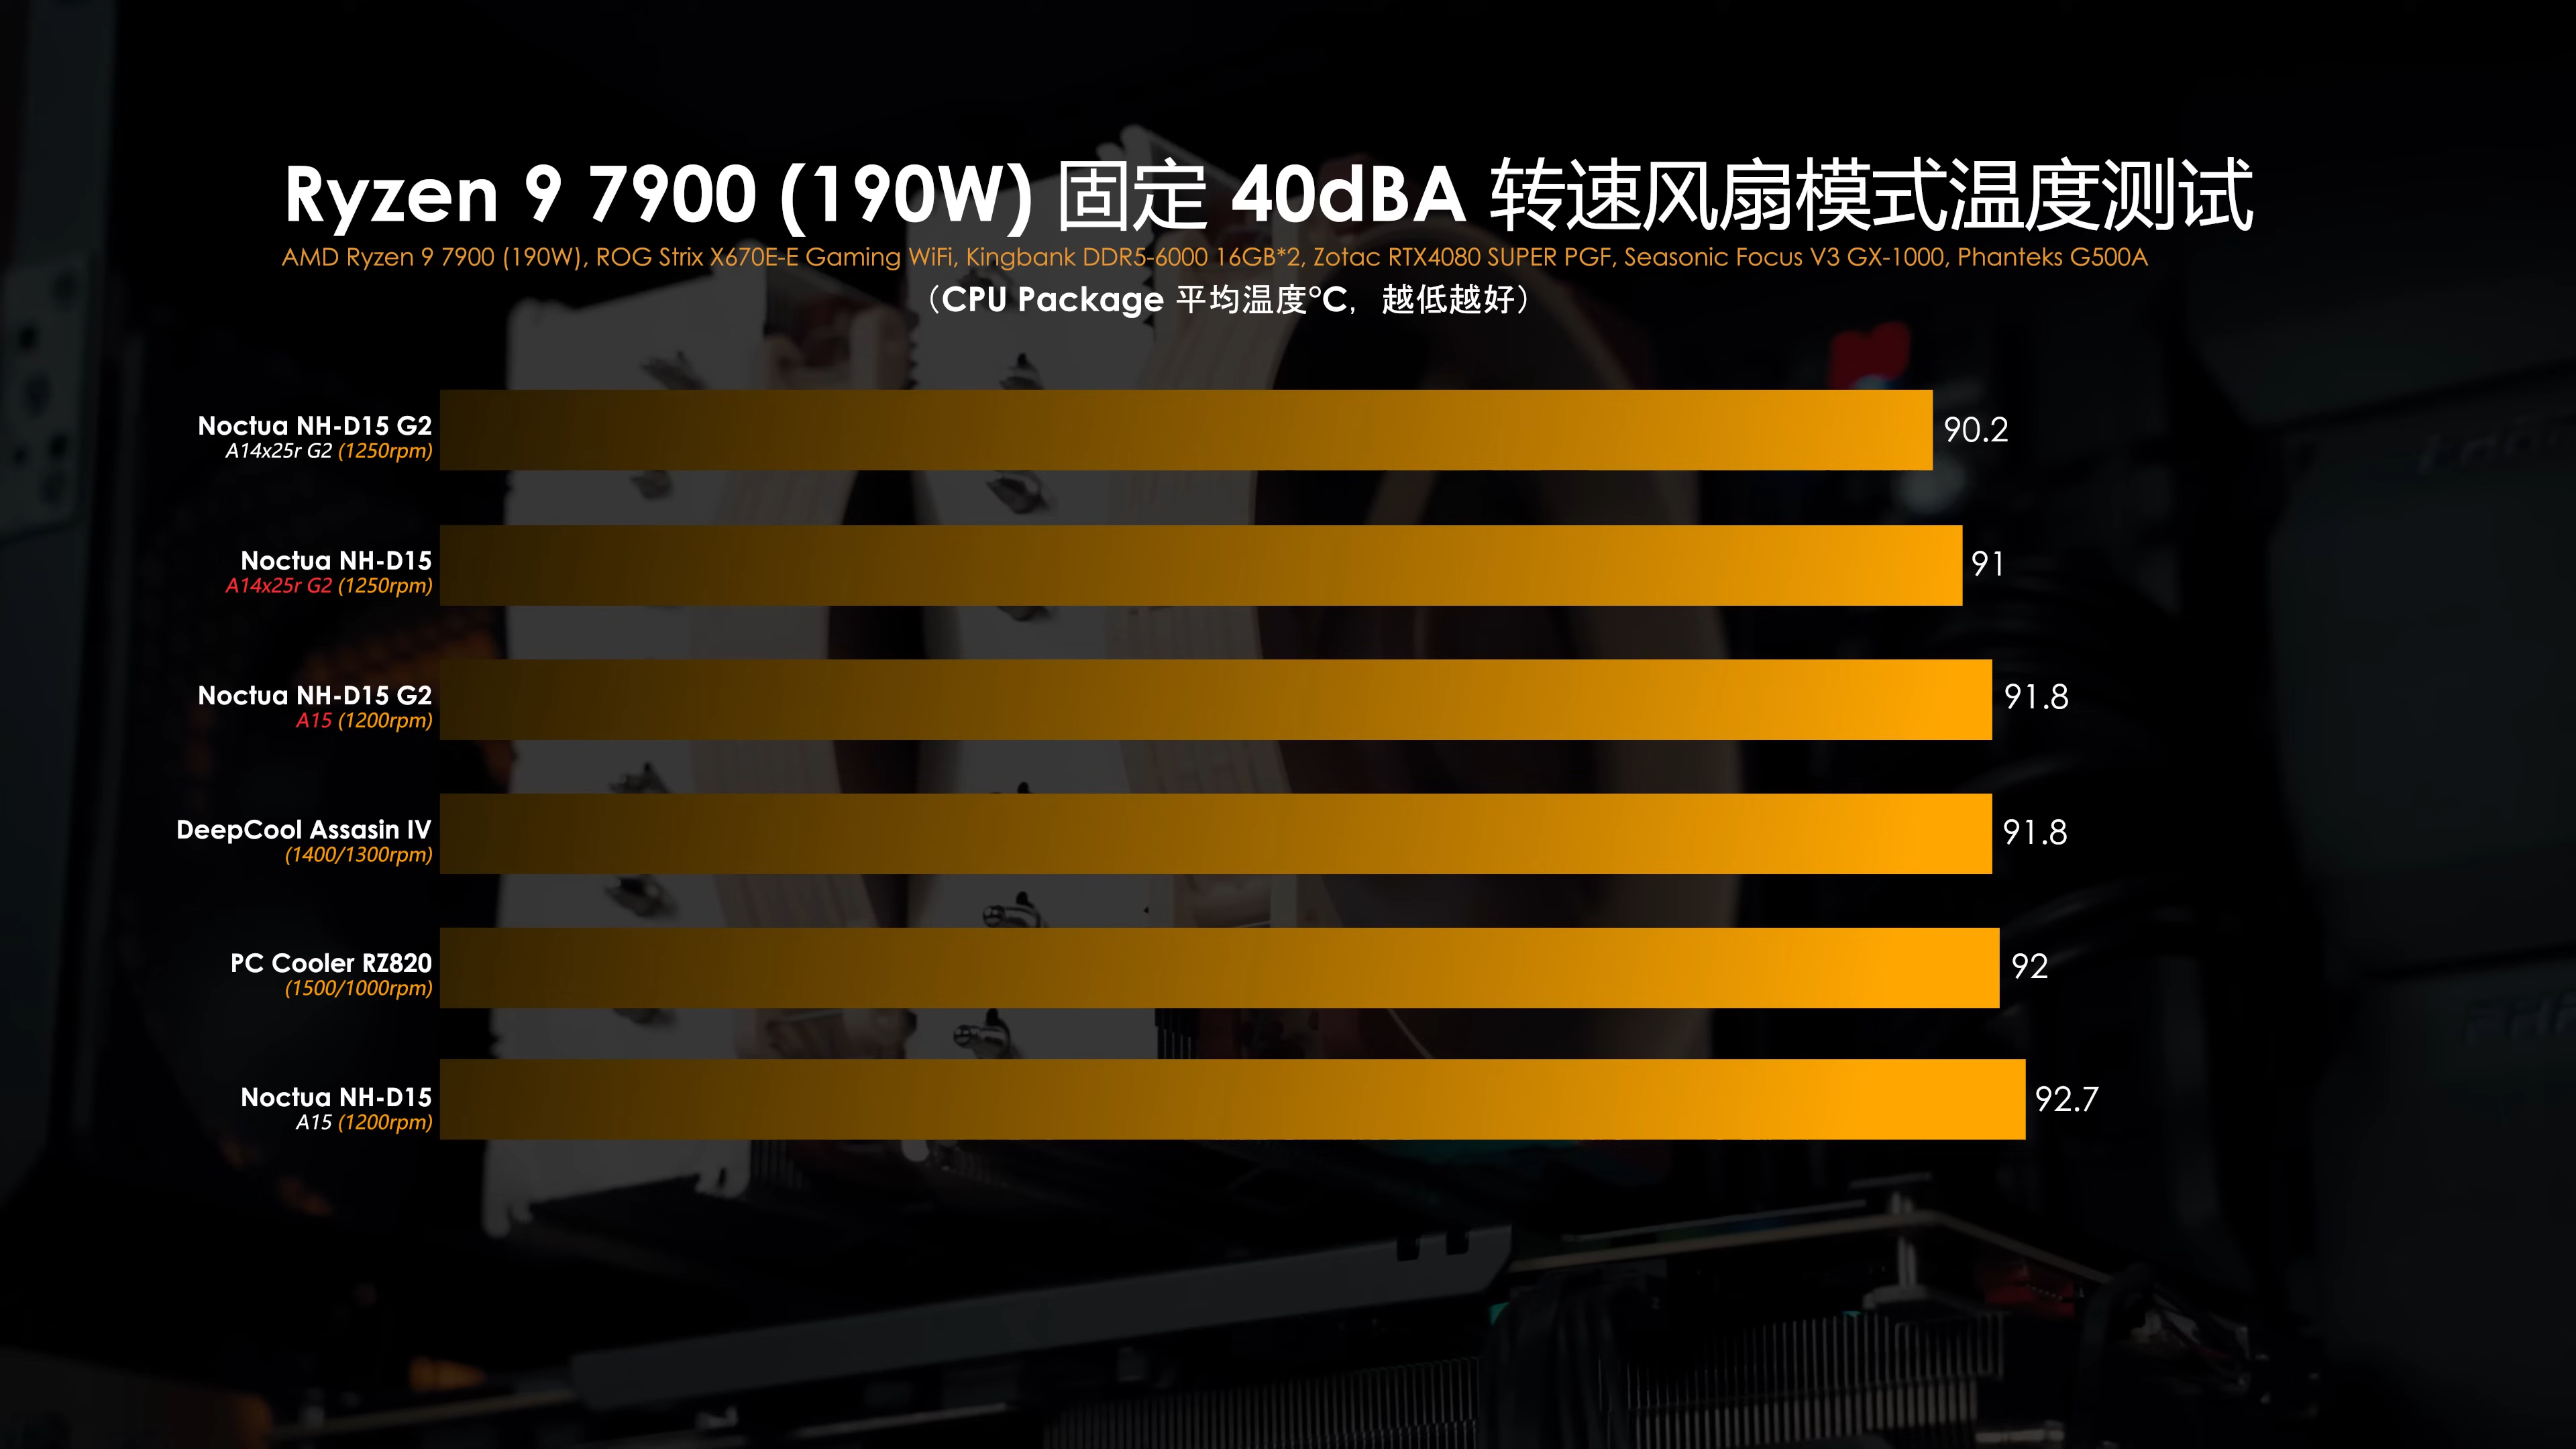 Ryzen 9 7900 (190W) 固定 40dBA 转速风扇模式温度测试
AMD Ryzen 9 7900 (190W), ROG Strix X670E-E Gaming WiFi, Kingbank DDR5-6000 16GB*2, Zotac RTX4080 SUPER PGF, Seasonic Focus V3 GX-1000, Phanteks G500A
（CPU Package 平均温度°C，越低越好）
Noctua NH-D15 G2
A14x25r G2 (1250rpm)
90.2
Noctua NH-D15
A14x25r G2 (1250rpm)
91
Noctua NH-D15 G2
A15 (1200rpm)
91.8
DeepCool Assasin IV
(1400/1300rpm)
91.8
PC Cooler RZ820
(1500/1000rpm)
92
Noctua NH-D15
A15 (1200rpm)
92.7